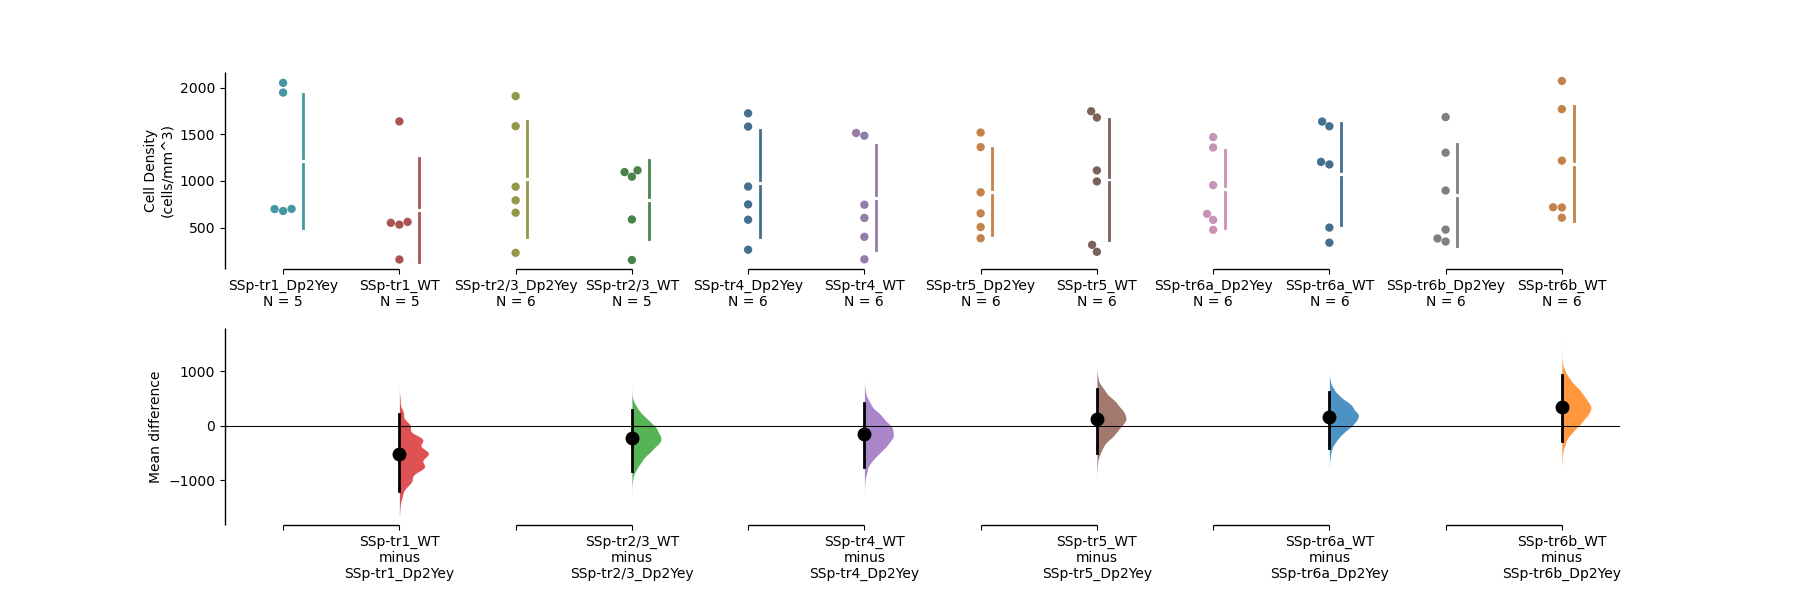 2000
1500
1000
500
Cell Density
(cells/mm^3)
SSp-tr1_Dp2Yey
N = 5
SSp-tr1_WT
N = 5
SSp-tr2/3_Dp2Yey
N = 6
SSp-tr2/3_WT
N = 5
SSp-tr4_Dp2Yey
N = 6
SSp-tr4_WT
N = 6
SSp-tr5_Dp2Yey
N = 6
SSp-tr5_WT
N = 6
SSp-tr6a_Dp2Yey
N = 6
SSp-tr6a_WT
N = 6
SSp-tr6b_Dp2Yey
N = 6
SSp-tr6b_WT
N = 6
1000
0
−1000
Mean difference
SSp-tr1_WT
minus
SSp-tr1_Dp2Yey
SSp-tr2/3_WT
minus
SSp-tr2/3_Dp2Yey
SSp-tr4_WT
minus
SSp-tr4_Dp2Yey
SSp-tr5_WT
minus
SSp-tr5_Dp2Yey
SSp-tr6a_WT
minus
SSp-tr6a_Dp2Yey
SSp-tr6b_WT
minus
SSp-tr6b_Dp2Yey